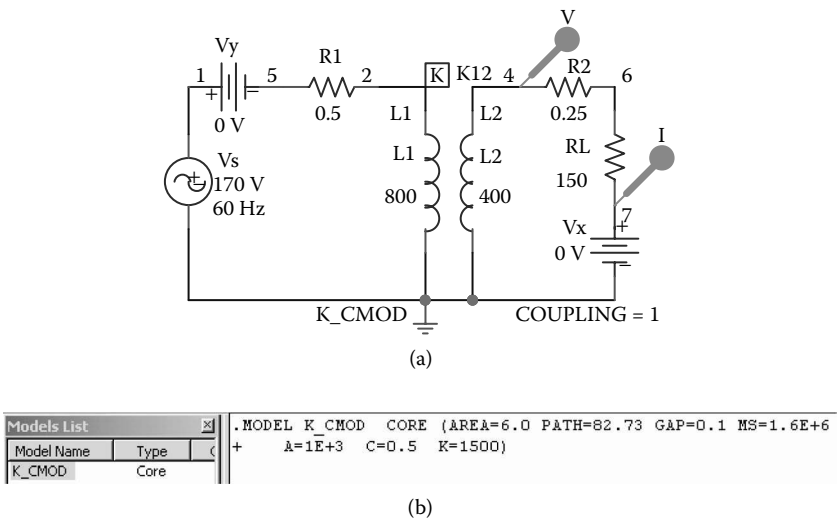 V
Vy
R1
R2
1
5
2
K
K12
4
6
+
−
0.5
L1
L2
0.25
0 V
RL
I
L1
L2
Vs
+
−
170 V
800
400
150
60 Hz
7
Vx
+
0 V
−
K_CMOD
COUPLING = 1
(a)
Models List
x
.MODEL K_CMOD CORE (AREA=6.0 PATH=82.73 GAP=0.1 MS=1.6E+6
Model Name Type
+ A=1E+3 C=0.5 K=1500)
K_CMOD Core
(b)